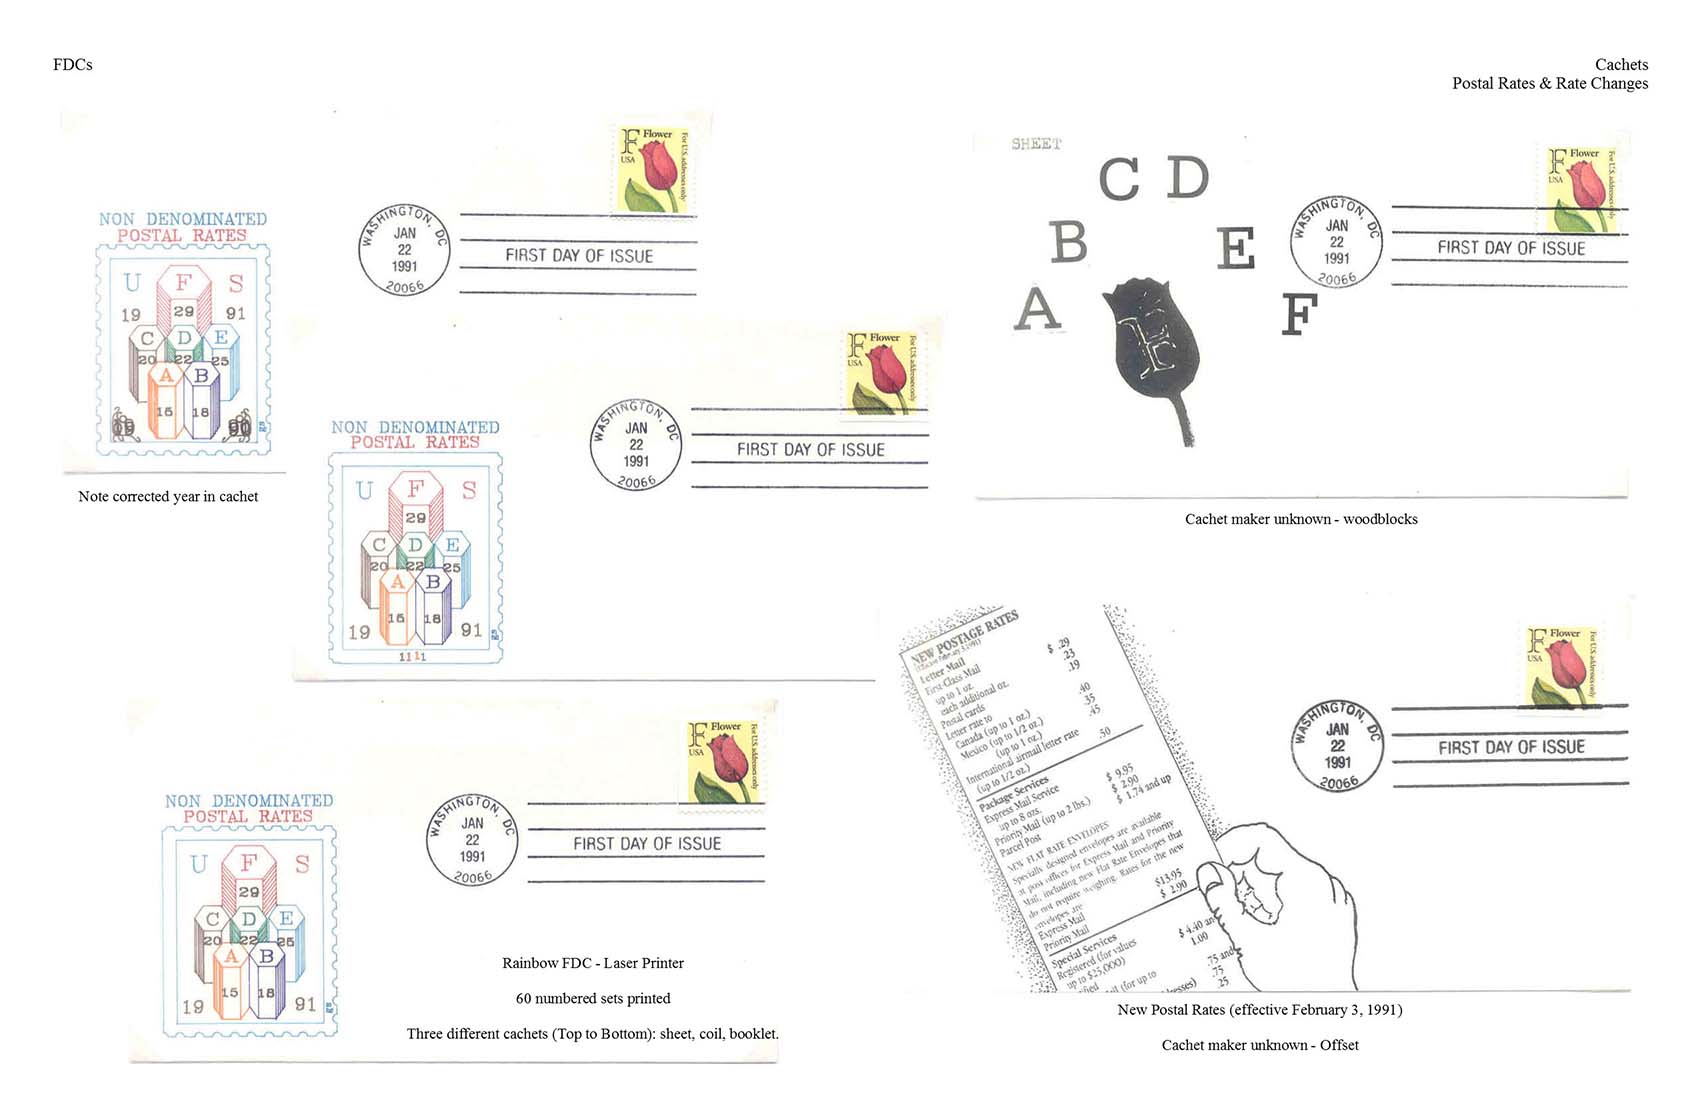 FDCs
Cachets
Postal Rates & Rate Changes
F Flower
USA
For U.S. addresses only
WASHINGTON, DC
JAN
22
1991
20066
FIRST DAY OF ISSUE
NON DENOMINATED
POSTAL RATES
U F S
19 29 91
C D E
20 22 25
A B
15 18
19 90
gs
Note corrected year in cachet
F Flower
USA
For U.S. addresses only
WASHINGTON, DC
JAN
22
1991
20066
FIRST DAY OF ISSUE
NON DENOMINATED
POSTAL RATES
U F S
29
C D E
20 22 25
A B
15 18
19 91
gs
1111
F Flower
USA
For U.S. addresses only
WASHINGTON, DC
JAN
22
1991
20066
FIRST DAY OF ISSUE
NON DENOMINATED
POSTAL RATES
U F S
29
C D E
20 22 25
A B
15 18
19 91
gs
Rainbow FDC - Laser Printer
60 numbered sets printed
Three different cachets (Top to Bottom): sheet, coil, booklet.
SHEET
A B C D E F
F
F Flower
USA
For U.S. addresses only
WASHINGTON, DC
JAN
22
1991
20066
FIRST DAY OF ISSUE
Cachet maker unknown - woodblocks
F Flower
USA
For U.S. addresses only
WASHINGTON, DC
JAN
22
1991
20066
FIRST DAY OF ISSUE
NEW POSTAGE RATES
(Effective February 3, 1991)
Letter Mail
First-Class Mail
up to 1 oz. $ .29
each additional oz. .23
Postal cards .19
Letter rate to
Canada (up to 1 oz.) .40
Mexico (up to 1/2 oz.) .35
(up to 1 oz.) .45
International airmail letter rate
(up to 1/2 oz.) .50
Package Services
Express Mail Service
up to 8 ozs. $ 9.95
Priority Mail (up to 2 lbs.) $ 2.90
Parcel Post $ 1.74 and up
NEW FLAT RATE ENVELOPES
Specially designed envelopes are available
at post offices for Express Mail and Priority
Mail, including new Flat Rate Envelopes that
do not require weighing. Rates for the new
envelopes are
Express Mail $13.95
Priority Mail $ 2.90
Special Services
Registered (for values
up to $25,000) $ 4.40 an
1.00
(for up to .75 and
.75
.25
New Postal Rates (effective February 3, 1991)
Cachet maker unknown - Offset